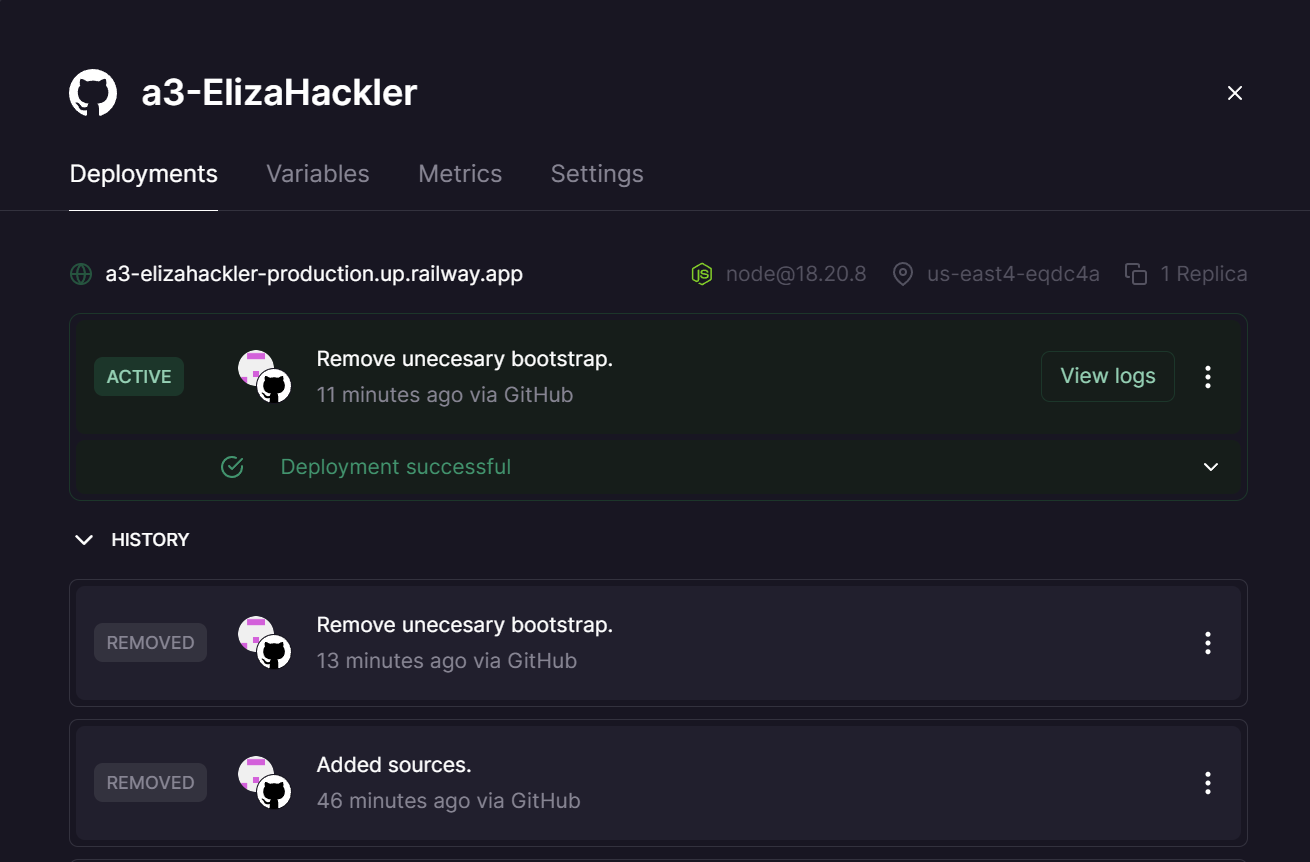 a3-ElizaHackler
Deployments Variables Metrics Settings
a3-elizahackler-production.up.railway.app
JS node@18.20.8 us-east4-eqdc4a 1 Replica
ACTIVE
Remove unecesary bootstrap.
11 minutes ago via GitHub
View logs
Deployment successful
HISTORY
REMOVED
Remove unecesary bootstrap.
13 minutes ago via GitHub
REMOVED
Added sources.
46 minutes ago via GitHub